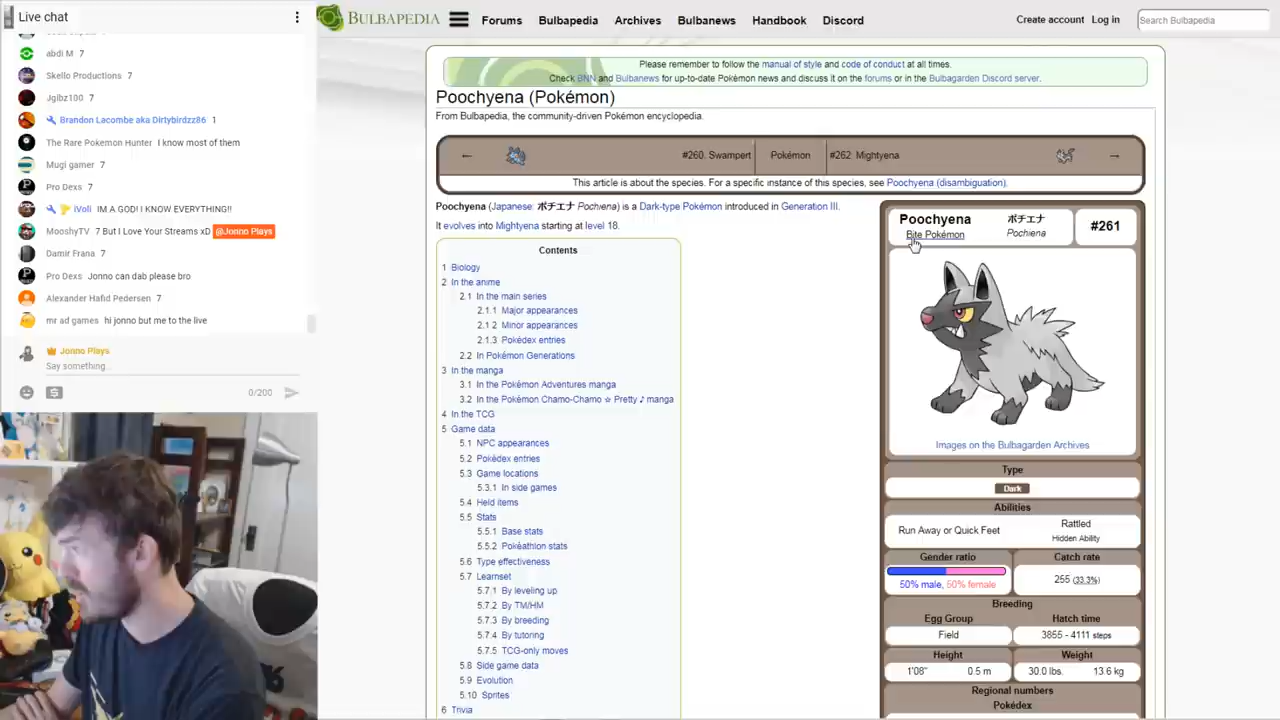 Live chat
abdi M 7
Skello Productions 7
Jgibz100 7
Brandon Lacombe aka Dirtybirdzz86 1
The Rare Pokemon Hunter I know most of them
Mugi gamer 7
Pro Dexs 7
iVoli IM A GOD! I KNOW EVERYTHING!!
MooshyTV 7 But I Love Your Streams xD @Jonno Plays
Damir Frana 7
Pro Dexs Jonno can dab please bro
Alexander Hafid Pedersen 7
mr ad games hi jonno but me to the live
Jonno Plays
Say something...
0/200
BULBAPEDIA Forums Bulbapedia Archives Bulbanews Handbook Discord Create account Log in Search Bulbapedia
Please remember to follow the manual of style and code of conduct at all times.
Check BNN and Bulbanews for up-to-date Pokémon news and discuss it on the forums or in the Bulbagarden Discord server.
Poochyena (Pokémon)
From Bulbapedia, the community-driven Pokémon encyclopedia.
← #260: Swampert Pokémon #262: Mightyena →
This article is about the species. For a specific instance of this species, see Poochyena (disambiguation).
Poochyena (Japanese: ポチエナ Pochiena) is a Dark-type Pokémon introduced in Generation III.
It evolves into Mightyena starting at level 18.
Contents
1 Biology
2 In the anime
2.1 In the main series
2.1.1 Major appearances
2.1.2 Minor appearances
2.1.3 Pokédex entries
2.2 In Pokémon Generations
3 In the manga
3.1 In the Pokémon Adventures manga
3.2 In the Pokémon Chamo-Chamo ☆ Pretty ♪ manga
4 In the TCG
5 Game data
5.1 NPC appearances
5.2 Pokédex entries
5.3 Game locations
5.3.1 In side games
5.4 Held items
5.5 Stats
5.5.1 Base stats
5.5.2 Pokéathlon stats
5.6 Type effectiveness
5.7 Learnset
5.7.1 By leveling up
5.7.2 By TM/HM
5.7.3 By breeding
5.7.4 By tutoring
5.7.5 TCG-only moves
5.8 Side game data
5.9 Evolution
5.10 Sprites
6 Trivia
Poochyena ポチエナ #261
Bite Pokémon Pochiena
Images on the Bulbagarden Archives
Type
Dark
Abilities
Run Away or Quick Feet Rattled
Hidden Ability
Gender ratio Catch rate
50% male, 50% female 255 (33.3%)
Breeding
Egg Group Hatch time
Field 3855 - 4111 steps
Height Weight
1'08" 0.5 m 30.0 lbs. 13.6 kg
Regional numbers
Pokédex